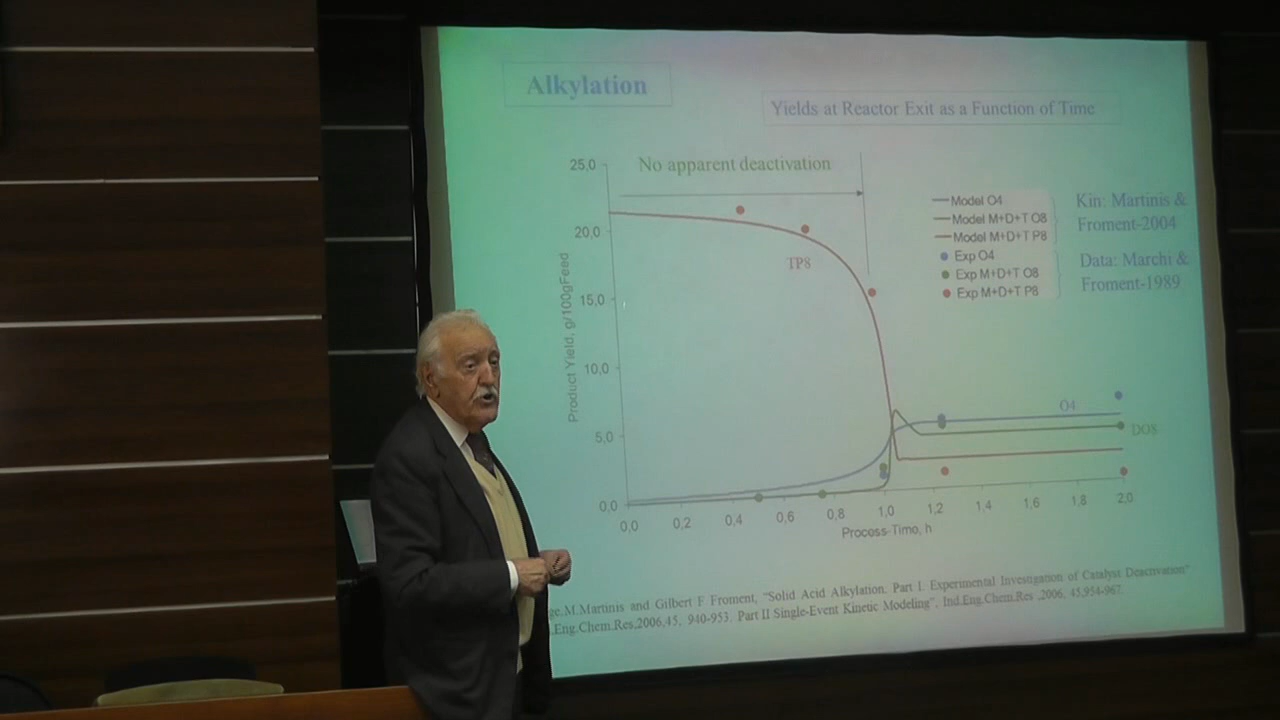 Alkylation
Yields at Reactor Exit as a Function of Time
No apparent deactivation
25,0
20,0
15,0
10,0
5,0
0,0
Product Yield, g/100gFeed
TP8
Model O4
Model M+D+T O8
Model M+D+T P8
Exp O4
Exp M+D+T O8
Exp M+D+T P8
Kin: Martinis &
Froment-2004
Data: Marchi &
Froment-1989
O4
DO8
0,0 0,2 0,4 0,6 0,8 1,0 1,2 1,4 1,6 1,8 2,0
Process-Time, h
ge.M.Martinis and Gilbert F Froment, "Solid Acid Alkylation. Part I. Experimental Investigation of Catalyst Deactivation"
.Eng.Chem.Res,2006,45, 940-953. Part II Single-Event Kinetic Modeling", Ind.Eng.Chem.Res ,2006, 45,954-967.